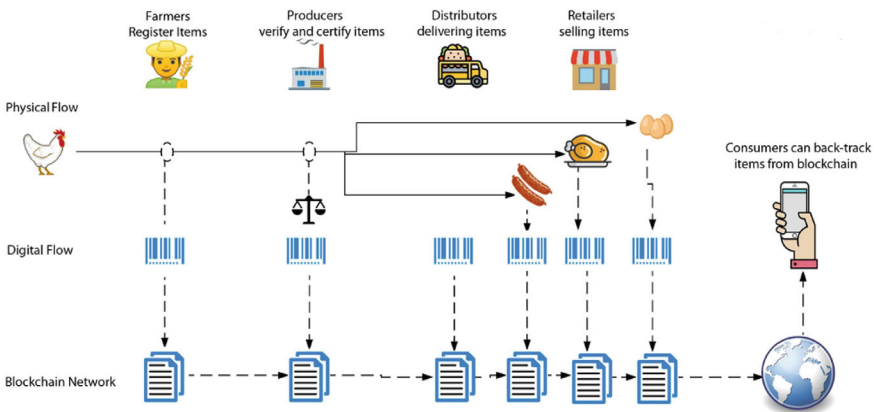 Farmers
Register Items
Producers
verify and certify items
Distributors
delivering items
Retailers
selling items
Physical Flow
Consumers can back-track
items from blockchain
Digital Flow
Blockchain Network